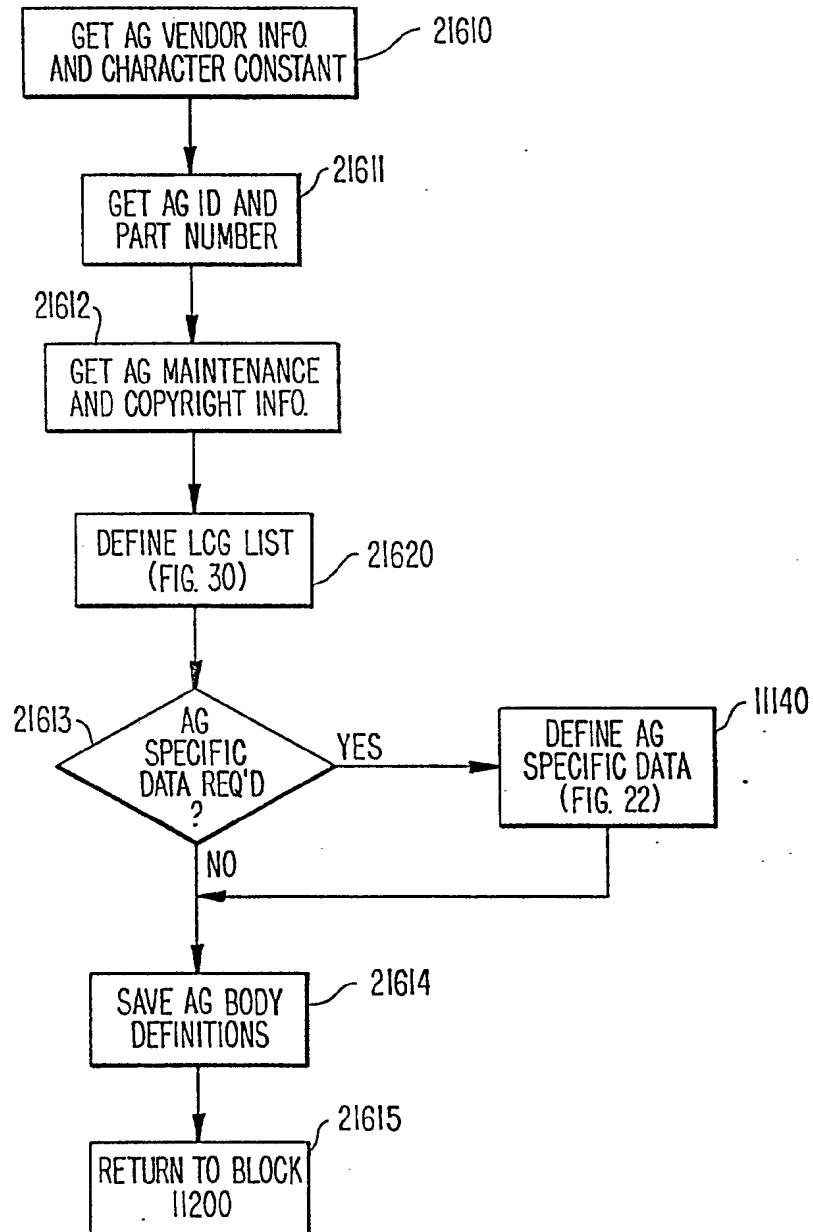 GET AG VENDOR INFO.
AND CHARACTER CONSTANT
21610
21611
GET AG ID AND
PART NUMBER
21612
GET AG MAINTENANCE
AND COPYRIGHT INFO.
DEFINE LCG LIST
(FIG. 30)
21620
21613
AG
SPECIFIC
DATA REQ'D
?
YES
11140
DEFINE AG
SPECIFIC DATA
(FIG. 22)
NO
SAVE AG BODY
DEFINITIONS
21614
21615
RETURN TO BLOCK
11200